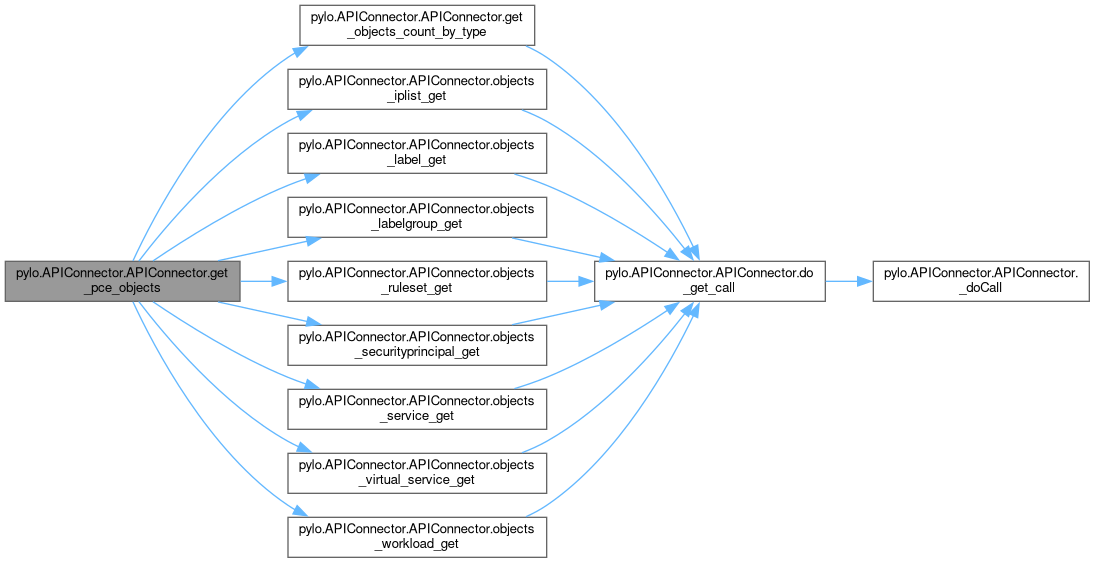 pylo.APIConnector.APIConnector.get
_objects_count_by_type
pylo.APIConnector.APIConnector.objects
_iplist_get
pylo.APIConnector.APIConnector.objects
_label_get
pylo.APIConnector.APIConnector.objects
_labelgroup_get
pylo.APIConnector.APIConnector.get
_pce_objects
pylo.APIConnector.APIConnector.objects
_ruleset_get
pylo.APIConnector.APIConnector.do
_get_call
pylo.APIConnector.APIConnector.
_doCall
pylo.APIConnector.APIConnector.objects
_securityprincipal_get
pylo.APIConnector.APIConnector.objects
_service_get
pylo.APIConnector.APIConnector.objects
_virtual_service_get
pylo.APIConnector.APIConnector.objects
_workload_get